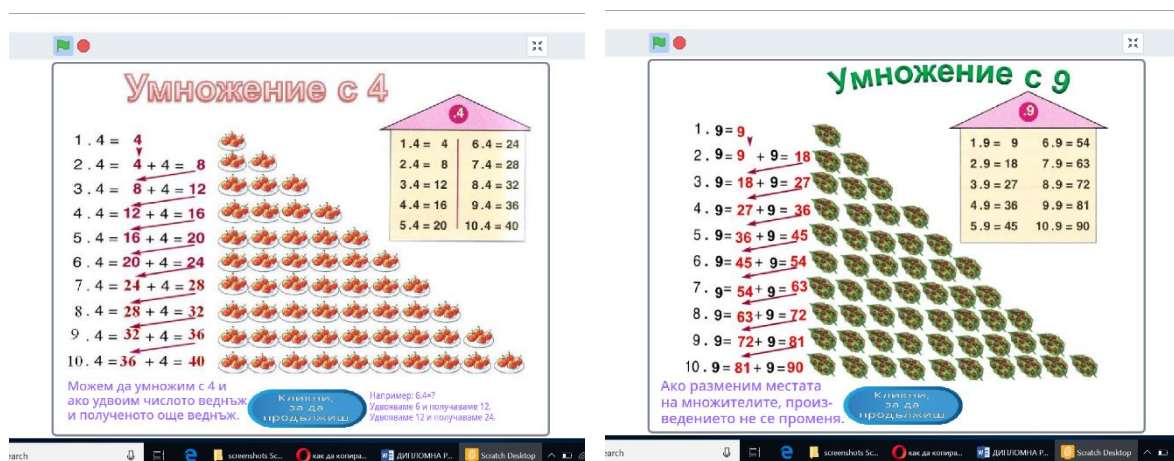 Умножение с 4
.4
1.4 = 4 6.4 = 24
2.4 = 8 7.4 = 28
3.4 = 12 8.4 = 32
4.4 = 16 9.4 = 36
5.4 = 20 10.4 = 40
1 . 4 = 4
2 . 4 = 4 + 4 = 8
3 . 4 = 8 + 4 = 12
4 . 4 = 12 + 4 = 16
5 . 4 = 16 + 4 = 20
6 . 4 = 20 + 4 = 24
7 . 4 = 24 + 4 = 28
8 . 4 = 28 + 4 = 32
9 . 4 = 32 + 4 = 36
10 . 4 = 36 + 4 = 40
Можем да умножим с 4 и
ако удвоим числото веднъж
и полученото още веднъж.
Кликни,
за да
продължиш
Например: 6.4=?
Удвояваме 6 и получаваме 12.
Удвояваме 12 и получаваме 24.
earch
screenshots Sc...
как да копира...
ДИПЛОМНА Р...
Scratch Desktop
Умножение с 9
.9
1.9 = 9 6.9 = 54
2.9 = 18 7.9 = 63
3.9 = 27 8.9 = 72
4.9 = 36 9.9 = 81
5.9 = 45 10.9 = 90
1 . 9= 9
2 . 9= 9 + 9= 18
3 . 9= 18 + 9= 27
4 . 9= 27 + 9= 36
5 . 9= 36 + 9= 45
6 . 9= 45 + 9= 54
7 . 9= 54 + 9= 63
8 . 9= 63 + 9= 72
9 . 9= 72 + 9= 81
10 . 9= 81 + 9= 90
Ако разменим местата
на множителите, произ-
ведението не се променя.
Кликни,
за да
продължиш
earch
screenshots Sc...
как да копира...
ДИПЛОМНА Р...
Scratch Desktop